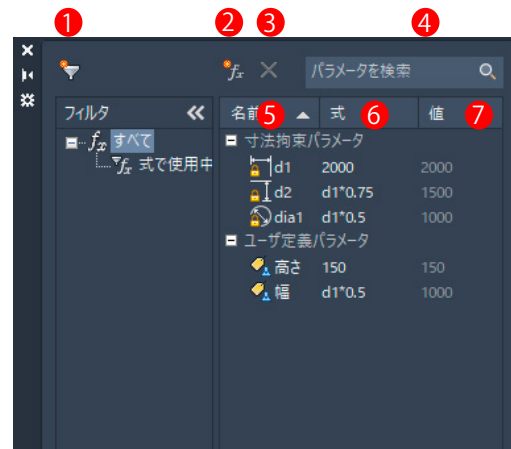 1 2 3 4
fx パラメータを検索
フィルタ 名前 5 式 6 値 7
fx すべて
fx 式で使用中
寸法拘束パラメータ
d1 2000 2000
d2 d1*0.75 1500
dia1 d1*0.5 1000
ユーザ定義パラメータ
高さ 150 150
幅 d1*0.5 1000